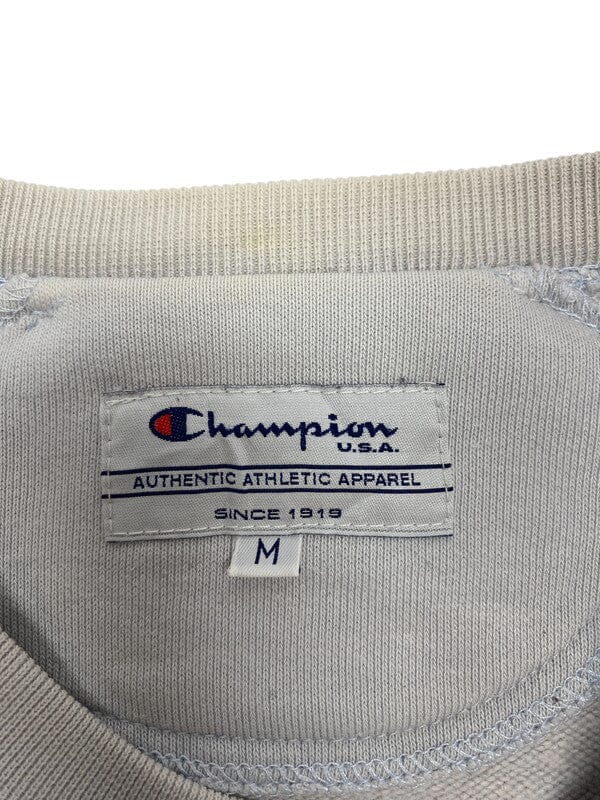 Champion
U.S.A.
AUTHENTIC ATHLETIC APPAREL
SINCE 1919
M